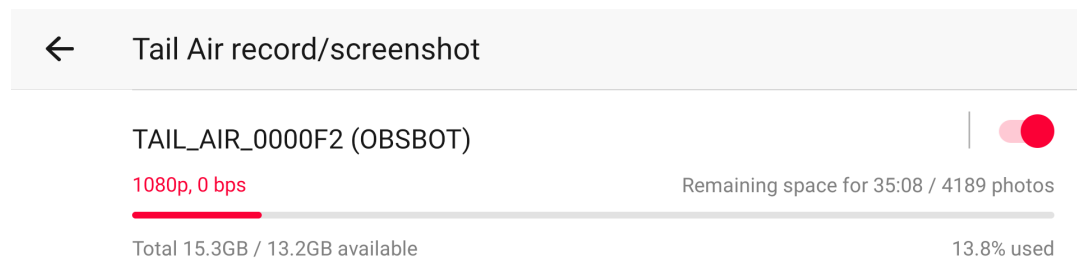 Tail Air record/screenshot
TAIL_AIR_0000F2 (OBSBOT)
1080p, 0 bps
Remaining space for 35:08 / 4189 photos
Total 15.3GB / 13.2GB available
13.8% used